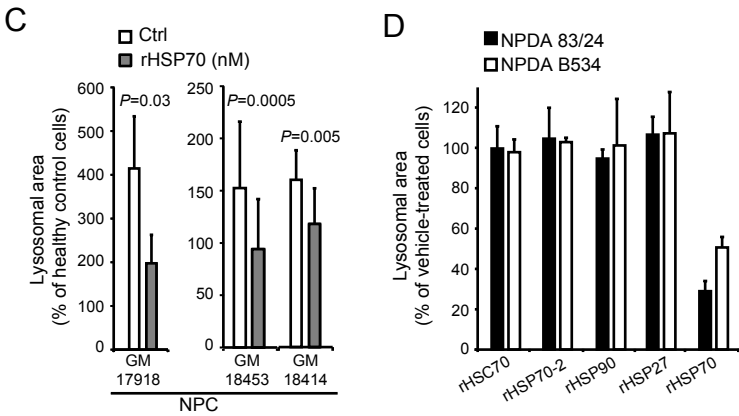 C
Ctrl
rHSP70 (nM)
Lysosomal area
(% of healthy control cells)
600
500
400
300
200
100
0
P=0.03
GM
17918
250
200
150
100
50
0
P=0.0005
P=0.005
GM
18453
GM
18414
NPC
D
NPDA 83/24
NPDA B534
Lysosomal area
(% of vehicle-treated cells)
120
100
80
60
40
20
0
rHSC70
rHSP70-2
rHSP90
rHSP27
rHSP70